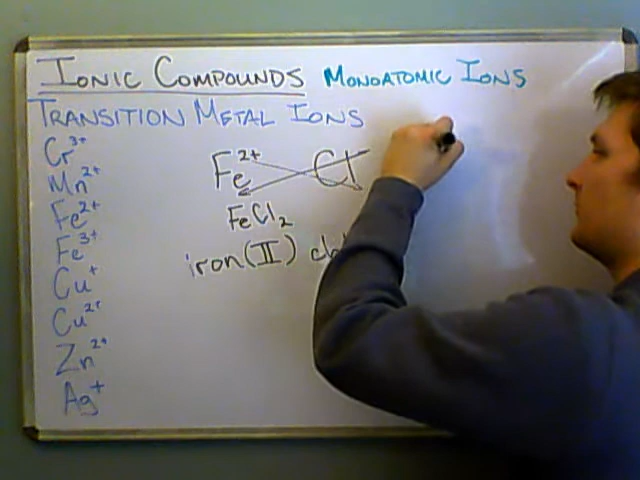 IONIC COMPOUNDS MONOATOMIC IONS
TRANSITION METAL IONS
Cr³⁺
Mn²⁺
Fe²⁺
Fe³⁺
Cu⁺
Cu²⁺
Zn²⁺
Ag⁺
Fe²⁺ Cl
FeCl₂
iron(II)